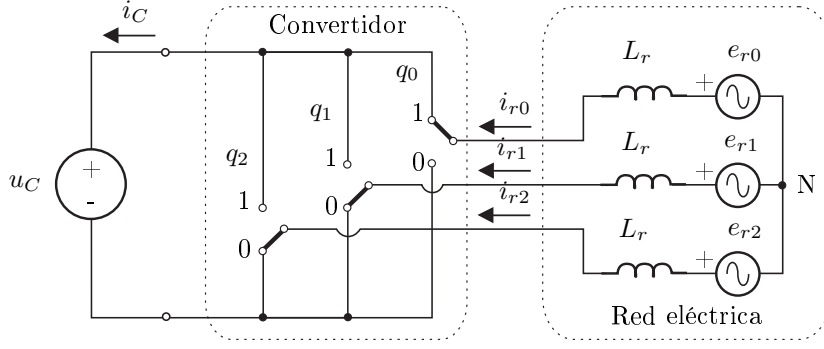 i_C
Convertidor
q_0
q_1
q_2
1
0
1
0
1
0
u_C
+
-
i_{r0}
i_{r1}
i_{r2}
L_r
+
e_{r0}
L_r
+
e_{r1}
L_r
+
e_{r2}
N
Red eléctrica